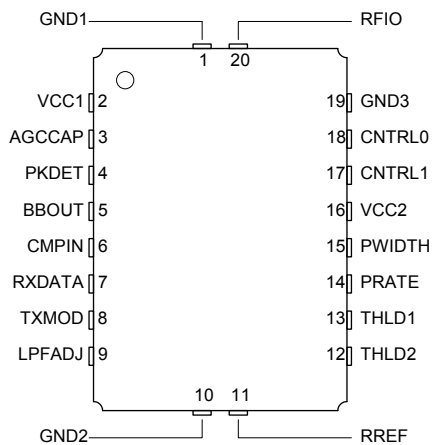 GND1 RFIO
1 20
VCC1 2 19 GND3
AGCCAP 3 18 CNTRL0
PKDET 4 17 CNTRL1
BBOUT 5 16 VCC2
CMPIN 6 15 PWIDTH
RXDATA 7 14 PRATE
TXMOD 8 13 THLD1
LPFADJ 9 12 THLD2
10 11
GND2 RREF